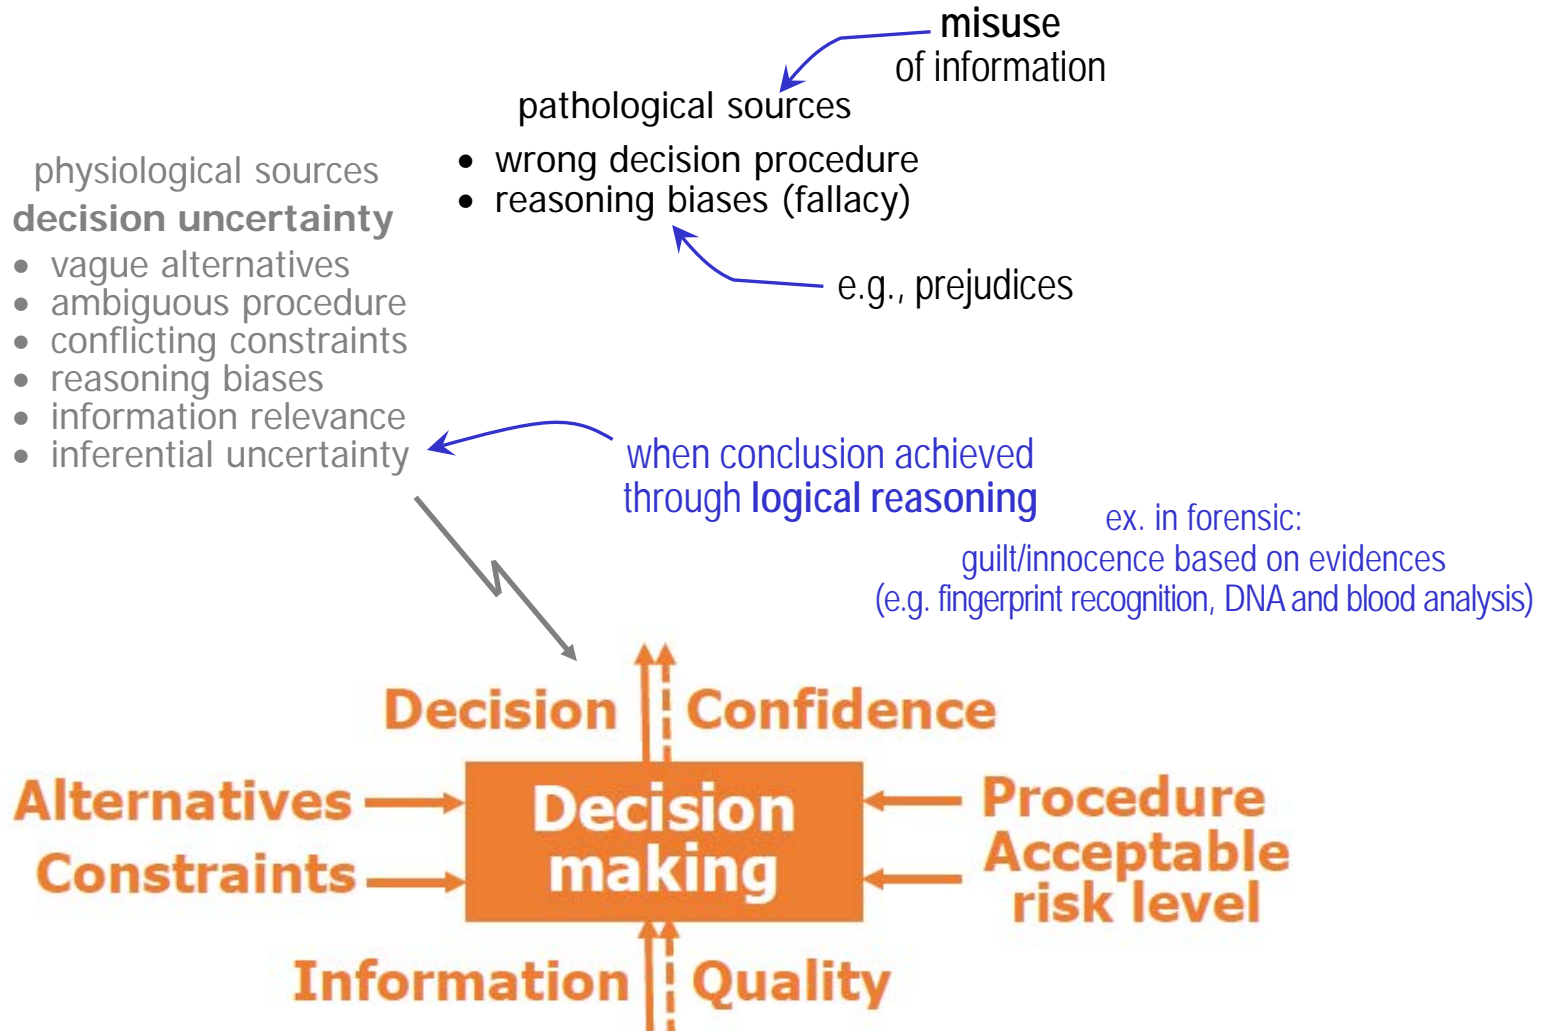 misuse
of information
pathological sources
• wrong decision procedure
• reasoning biases (fallacy)
e.g., prejudices
physiological sources
decision uncertainty
• vague alternatives
• ambiguous procedure
• conflicting constraints
• reasoning biases
• information relevance
• inferential uncertainty
when conclusion achieved
through logical reasoning
ex. in forensic:
guilt/innocence based on evidences
(e.g. fingerprint recognition, DNA and blood analysis)
Decision
Confidence
Alternatives
Constraints
Decision
making
Procedure
Acceptable
risk level
Information
Quality